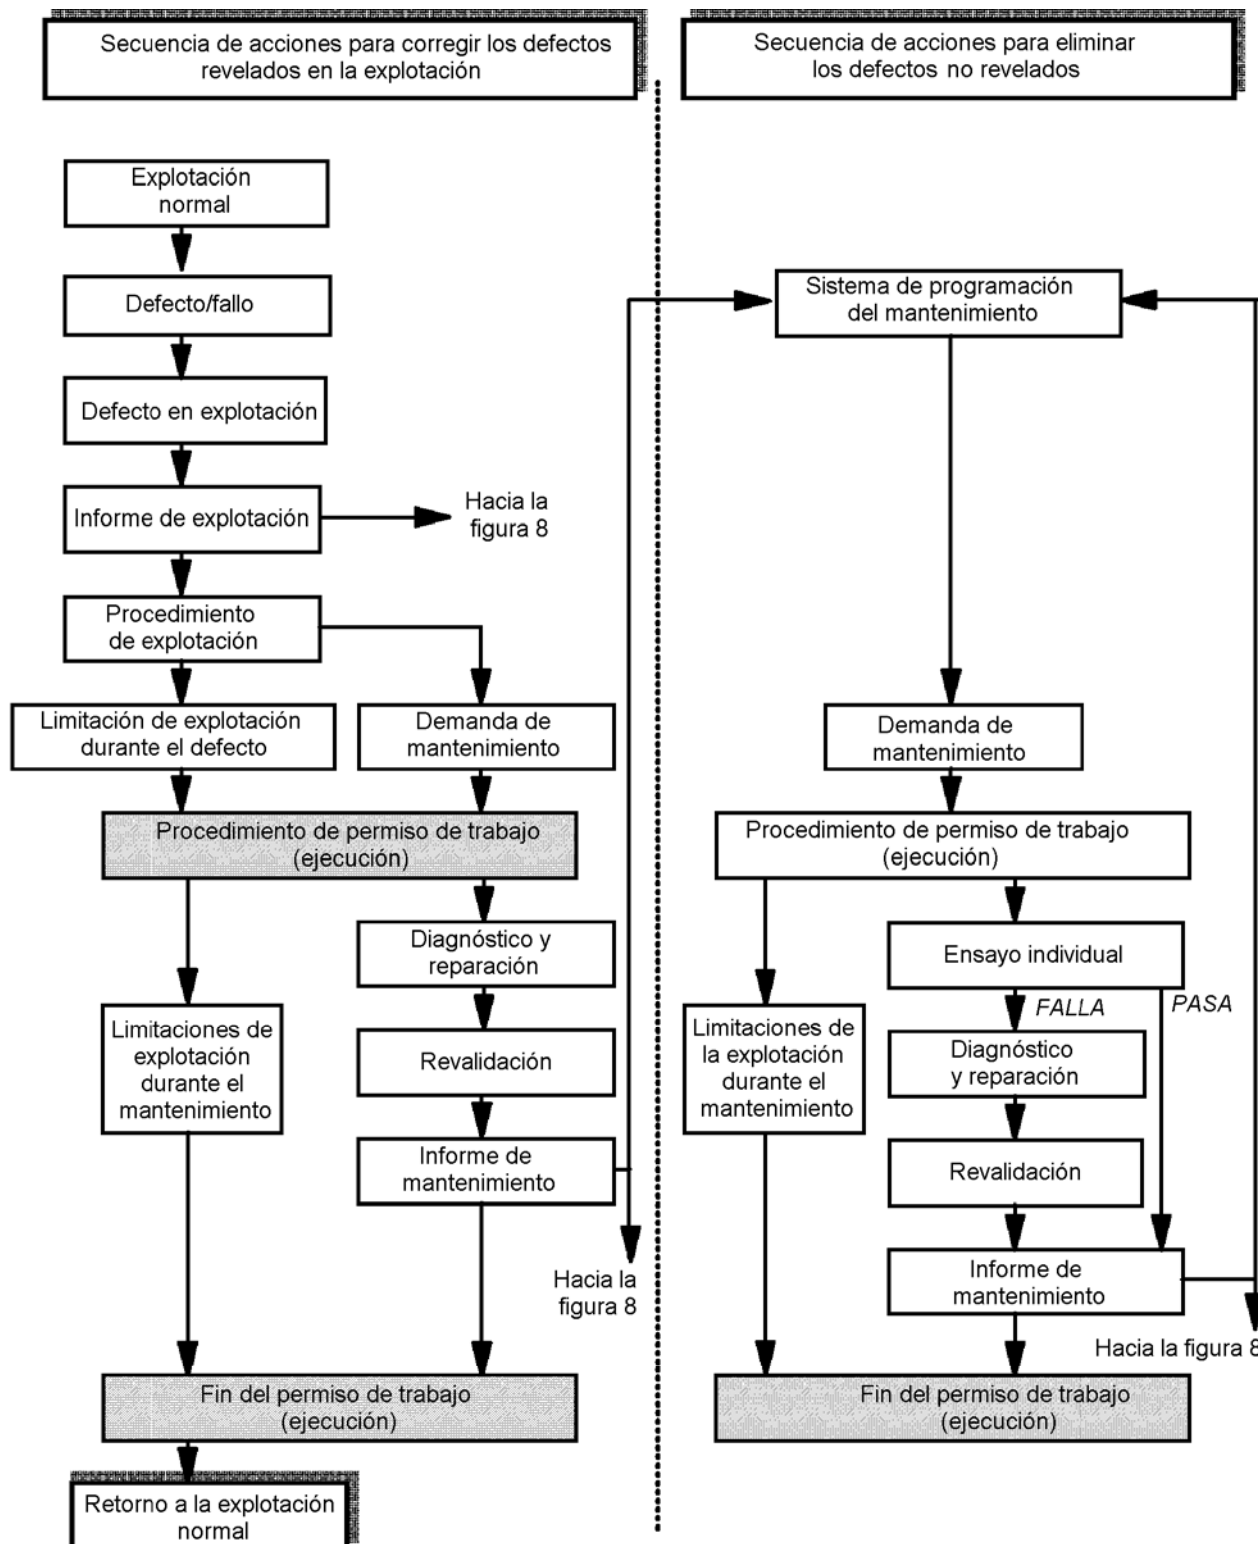 Secuencia de acciones para corregir los defectos
revelados en la explotación
Secuencia de acciones para eliminar
los defectos no revelados
Explotación
normal
Defecto/fallo
Defecto en explotación
Informe de explotación
Hacia la
figura 8
Procedimiento
de explotación
Limitación de explotación
durante el defecto
Demanda de
mantenimiento
Procedimiento de permiso de trabajo
(ejecución)
Diagnóstico y
reparación
Limitaciones de
explotación
durante el
mantenimiento
Revalidación
Informe de
mantenimiento
Hacia la
figura 8
Fin del permiso de trabajo
(ejecución)
Retorno a la explotación
normal
Sistema de programación
del mantenimiento
Demanda de
mantenimiento
Procedimiento de permiso de trabajo
(ejecución)
Ensayo individual
FALLA
PASA
Limitaciones de
la explotación
durante el
mantenimiento
Diagnóstico
y reparación
Revalidación
Informe de
mantenimiento
Hacia la figura 8
Fin del permiso de trabajo
(ejecución)